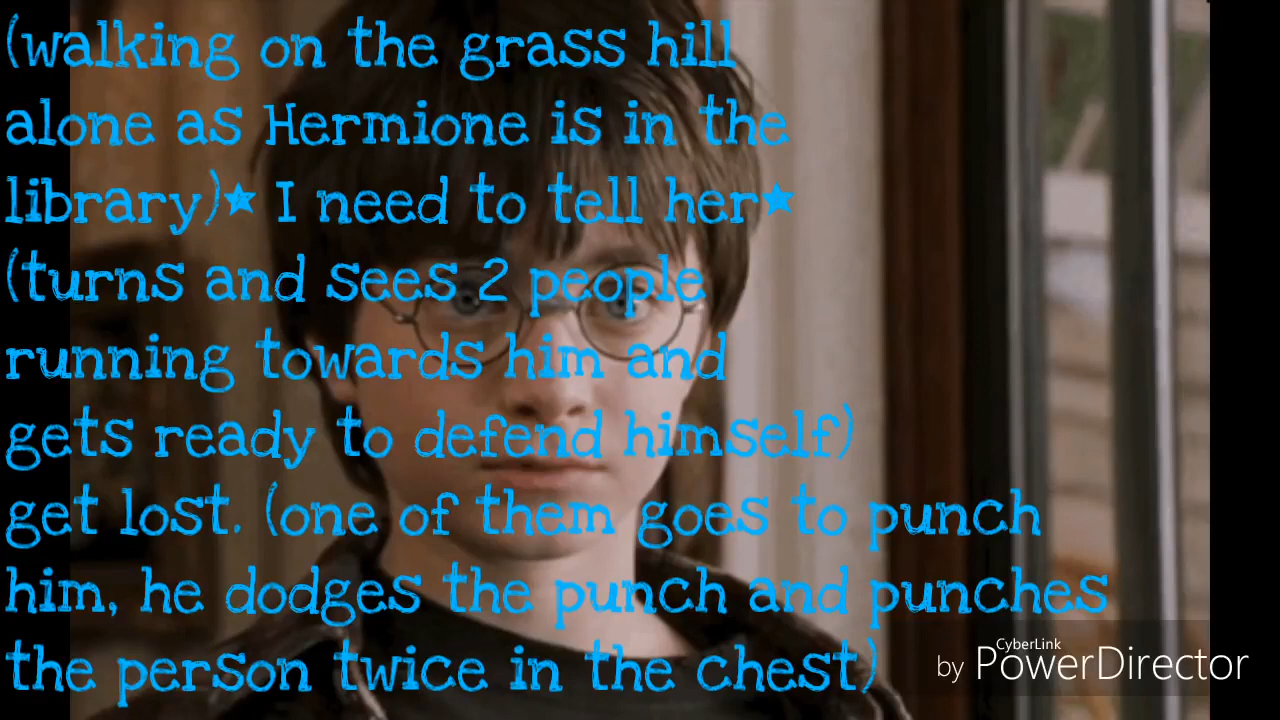 (walking on the grass hill
alone as Hermione is in the
library)★ I need to tell her★
(turns and sees 2 people
running towards him and
gets ready to defend himself)
get lost. (one of them goes to punch
him, he dodges the punch and punches
the person twice in the chest)
CyberLink
by PowerDirector